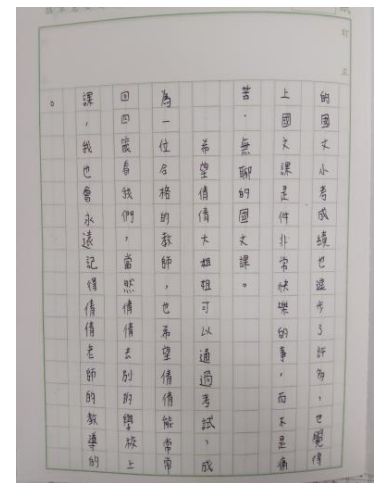 的國文小考成績也進步了許多，也覺得
上國文課是件非常快樂的事，而不是痛
苦、無聊的國文課。
希望倩倩大姐姐可以通過考試，成
為一位名格的教師，也希望倩倩能常常
回四箴看我們，當然倩倩去別的學校上
課，我也會永遠記得倩倩老師的教導的
。